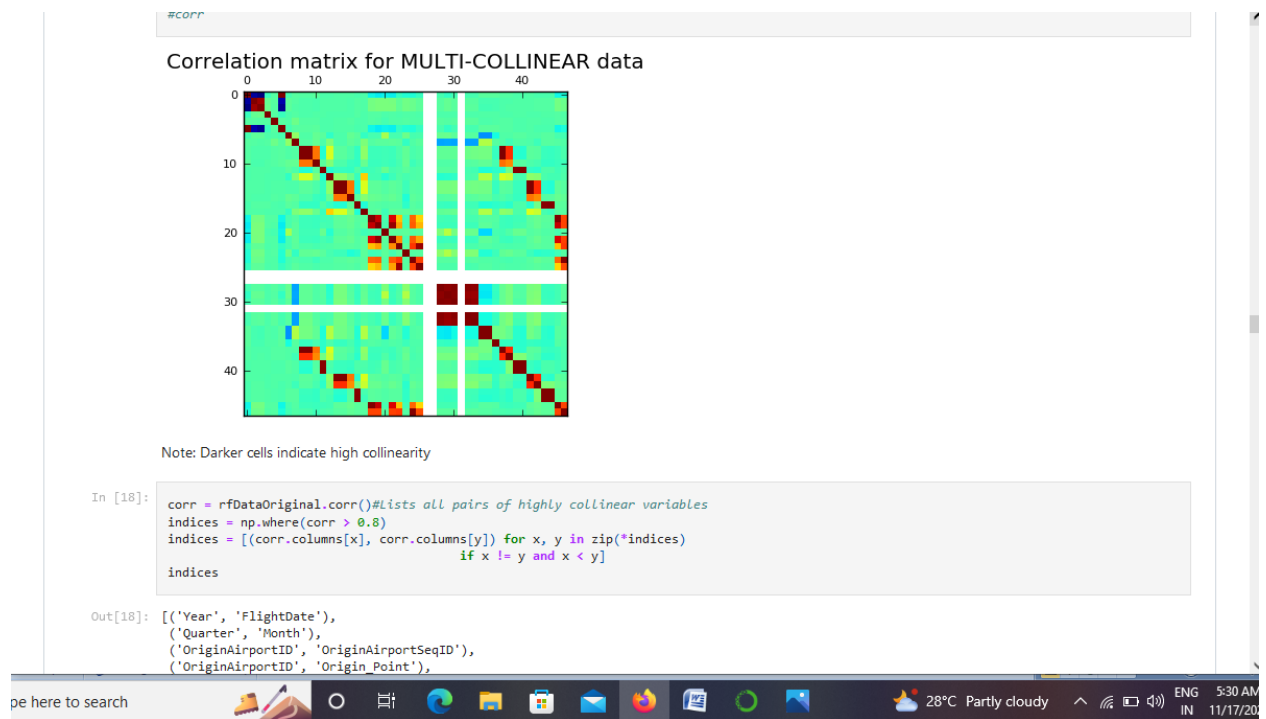 #corr
Correlation matrix for MULTI-COLLINEAR data
0 10 20 30 40
0
10
20
30
40
Note: Darker cells indicate high collinearity
In [18]:
corr = rfDataOriginal.corr()#Lists all pairs of highly collinear variables
indices = np.where(corr > 0.8)
indices = [(corr.columns[x], corr.columns[y]) for x, y in zip(*indices)
if x != y and x < y]
indices
Out[18]: [('Year', 'FlightDate'),
('Quarter', 'Month'),
('OriginAirportID', 'OriginAirportSeqID'),
('OriginAirportID', 'Origin_Point'),
pe here to search
28°C Partly cloudy
ENG
IN
5:30 AM
11/17/20